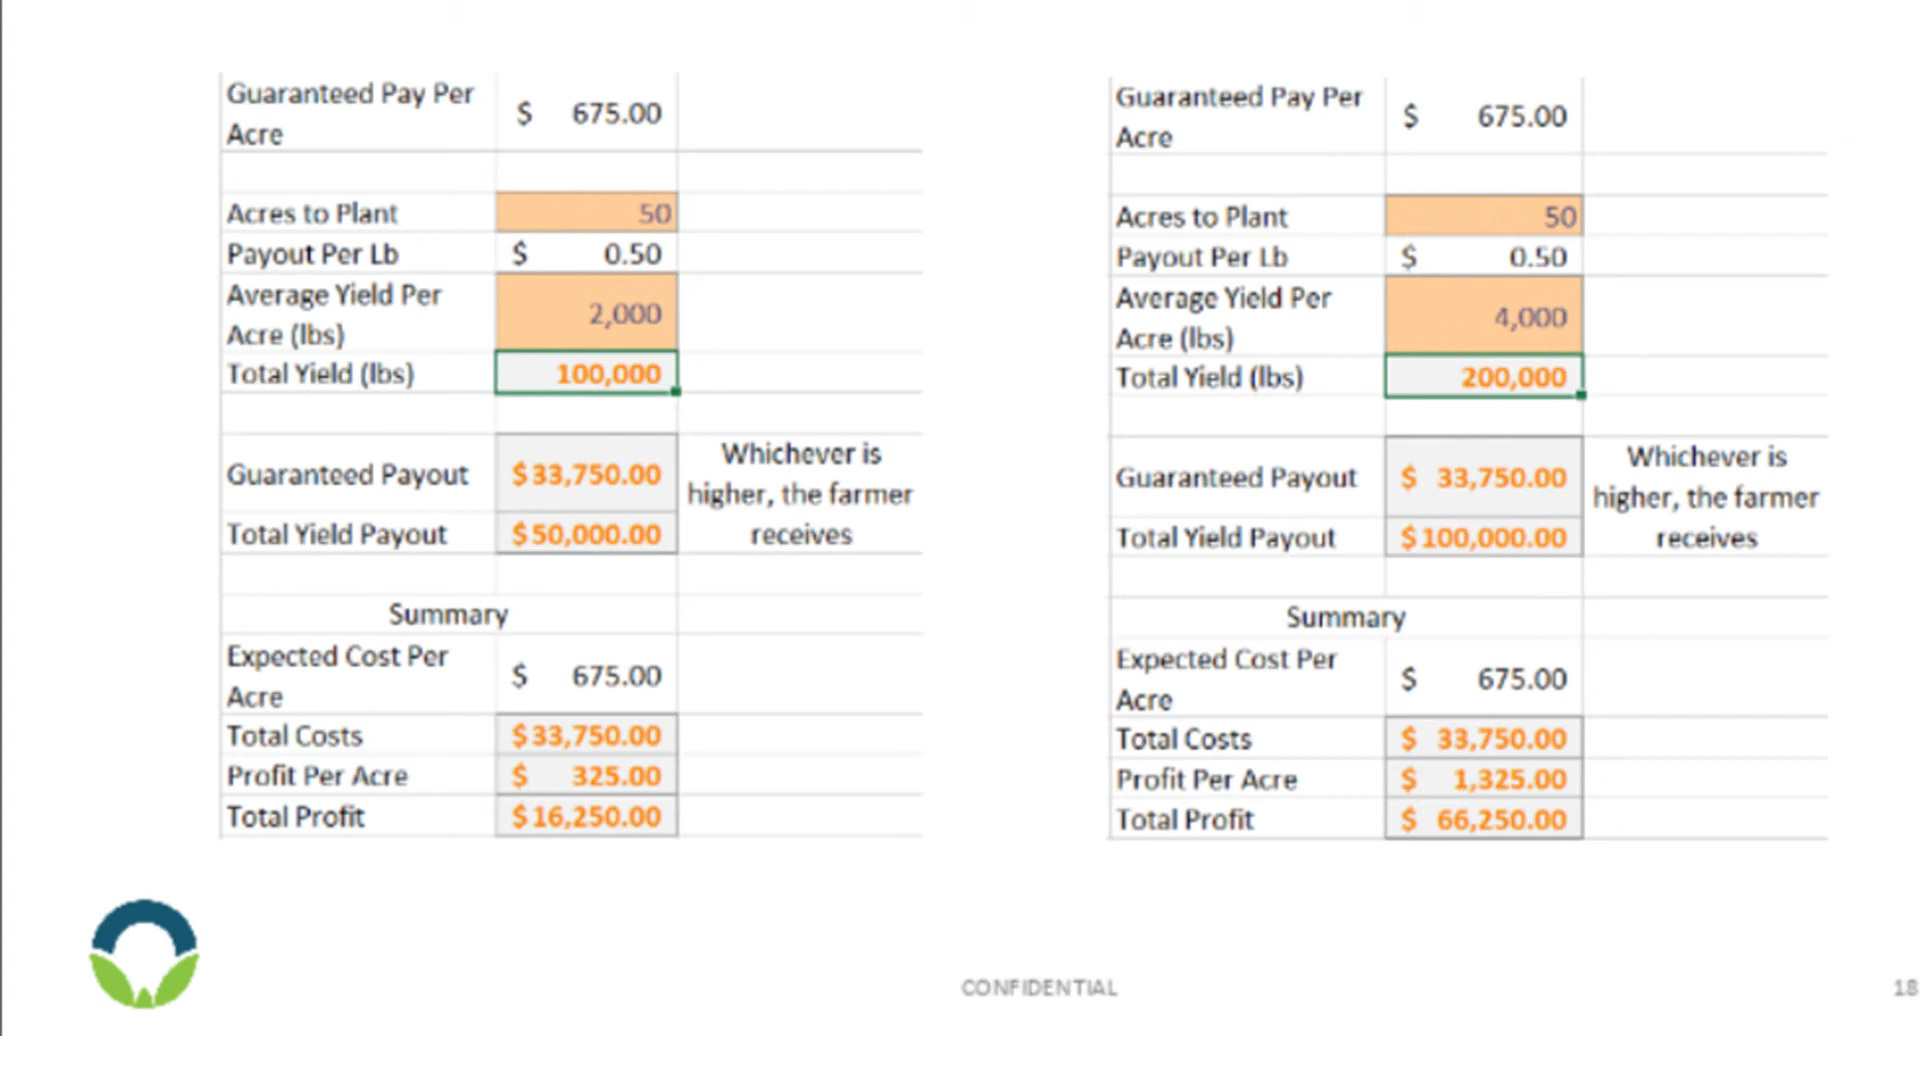 Guaranteed Pay Per
Acre
$ 675.00
Acres to Plant 50
Payout Per Lb $ 0.50
Average Yield Per
Acre (lbs)
2,000
Total Yield (lbs) 100,000
Guaranteed Payout $33,750.00
Total Yield Payout $50,000.00
Whichever is
higher, the farmer
receives
Summary
Expected Cost Per
Acre
$ 675.00
Total Costs $33,750.00
Profit Per Acre $ 325.00
Total Profit $16,250.00
Guaranteed Pay Per
Acre
$ 675.00
Acres to Plant 50
Payout Per Lb $ 0.50
Average Yield Per
Acre (lbs)
4,000
Total Yield (lbs) 200,000
Guaranteed Payout $ 33,750.00
Total Yield Payout $100,000.00
Whichever is
higher, the farmer
receives
Summary
Expected Cost Per
Acre
$ 675.00
Total Costs $ 33,750.00
Profit Per Acre $ 1,325.00
Total Profit $ 66,250.00
CONFIDENTIAL
18